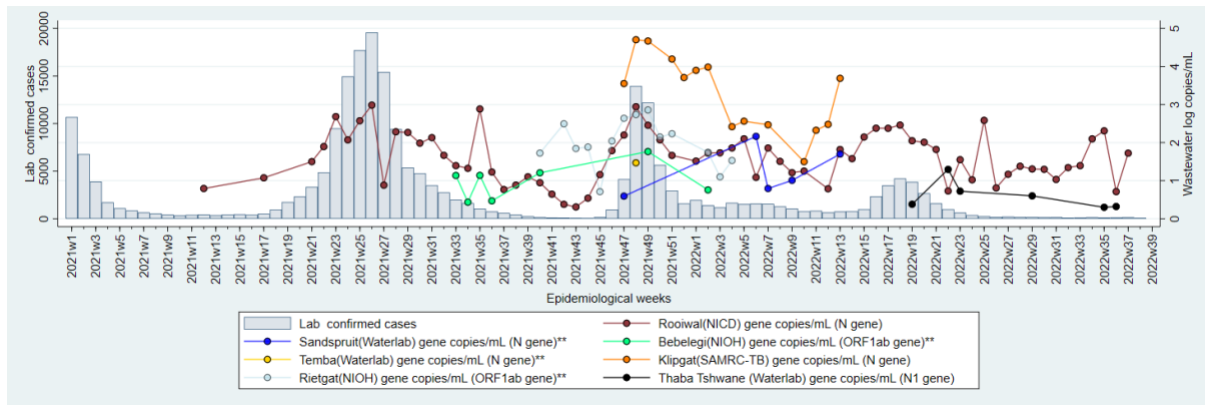 20000
15000
10000
5000
0
Lab confirmed cases
5
4
3
2
1
0
Wastewater log copies/mL
2021w1
2021w3
2021w5
2021w7
2021w9
2021w11
2021w13
2021w15
2021w17
2021w19
2021w21
2021w23
2021w25
2021w27
2021w29
2021w31
2021w33
2021w35
2021w37
2021w39
2021w41
2021w43
2021w45
2021w47
2021w49
2021w51
2022w1
2022w3
2022w5
2022w7
2022w9
2022w11
2022w13
2022w15
2022w17
2022w19
2022w21
2022w23
2022w25
2022w27
2022w29
2022w31
2022w33
2022w35
2022w37
2022w39
Epidemiological weeks
Lab confirmed cases
Rooiwal(NICD) gene copies/mL (N gene)
Sandspruit(Waterlab) gene copies/mL (N gene)**
Bebelegi(NIOH) gene copies/mL (ORF1ab gene)**
Temba(Waterlab) gene copies/mL (N gene)**
Klipgat(SAMRC-TB) gene copies/mL (N gene)
Rietgat(NIOH) gene copies/mL (ORF1ab gene)**
Thaba Tshwane (Waterlab) gene copies/mL (N1 gene)